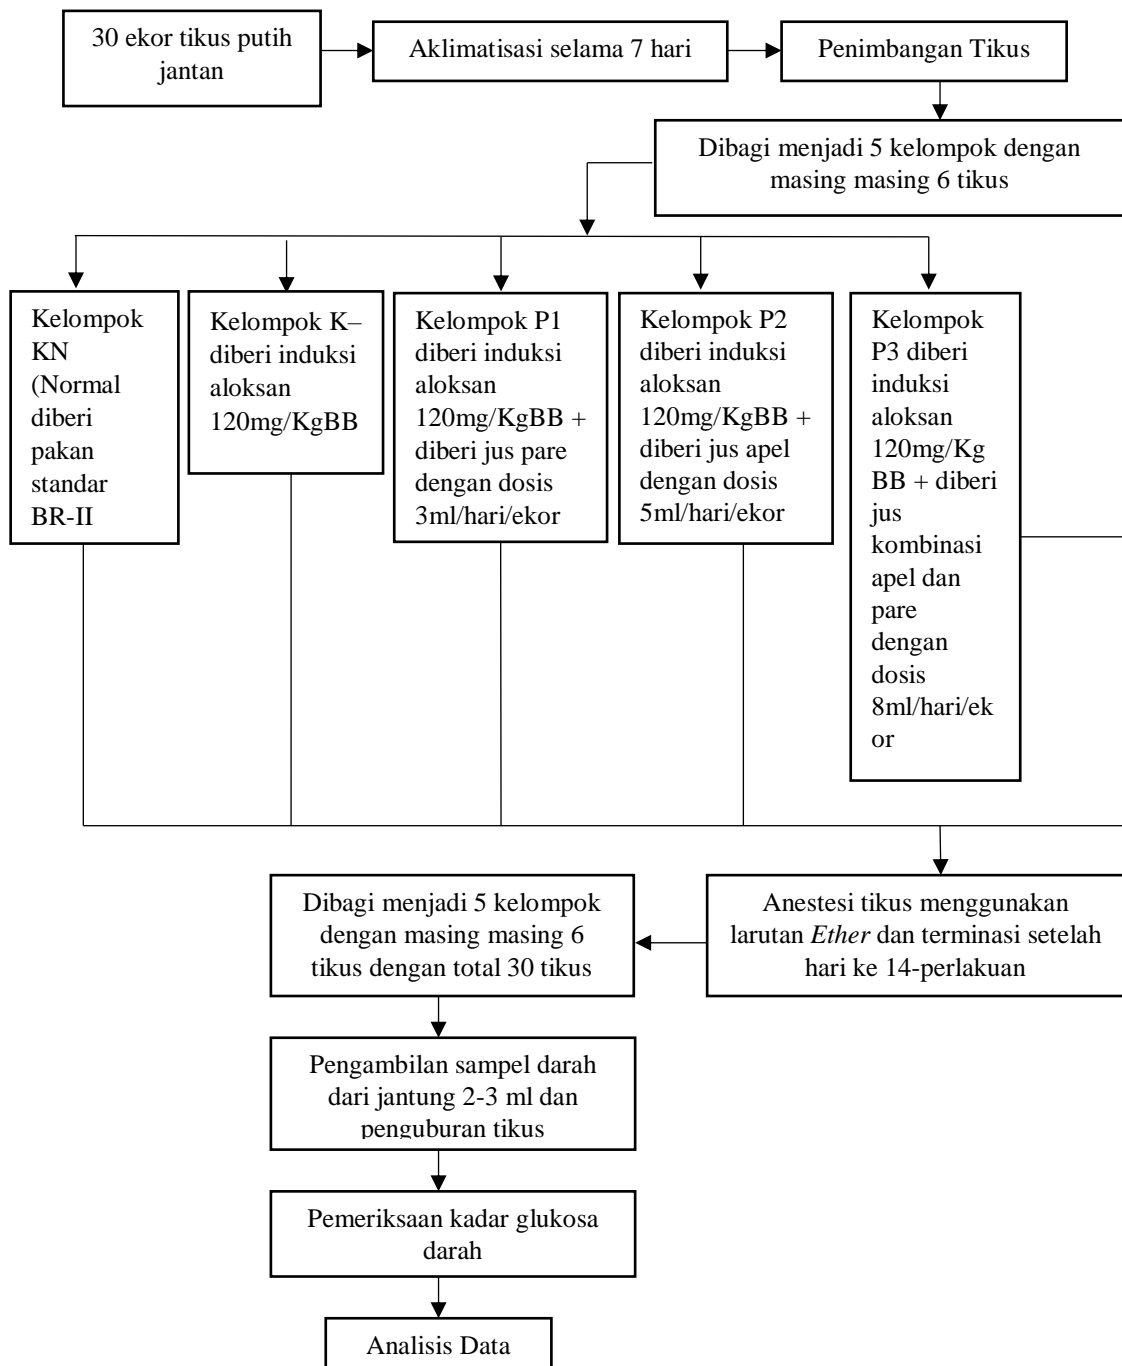 30 ekor tikus putih
jantan
Aklimatisasi selama 7 hari
Penimbangan Tikus
Dibagi menjadi 5 kelompok dengan
masing masing 6 tikus
Kelompok
KN
(Normal
diberi
pakan
standar
BR-II
Kelompok K–
diberi induksi
aloksan
120mg/KgBB
Kelompok P1
diberi induksi
aloksan
120mg/KgBB +
diberi jus pare
dengan dosis
3ml/hari/ekor
Kelompok P2
diberi induksi
aloksan
120mg/KgBB +
diberi jus apel
dengan dosis
5ml/hari/ekor
Kelompok
P3 diberi
induksi
aloksan
120mg/Kg
BB + diberi
jus
kombinasi
apel dan
pare
dengan
dosis
8ml/hari/ek
or
Anestesi tikus menggunakan
larutan Ether dan terminasi setelah
hari ke 14-perlakuan
Dibagi menjadi 5 kelompok
dengan masing masing 6
tikus dengan total 30 tikus
Pengambilan sampel darah
dari jantung 2-3 ml dan
penguburan tikus
Pemeriksaan kadar glukosa
darah
Analisis Data